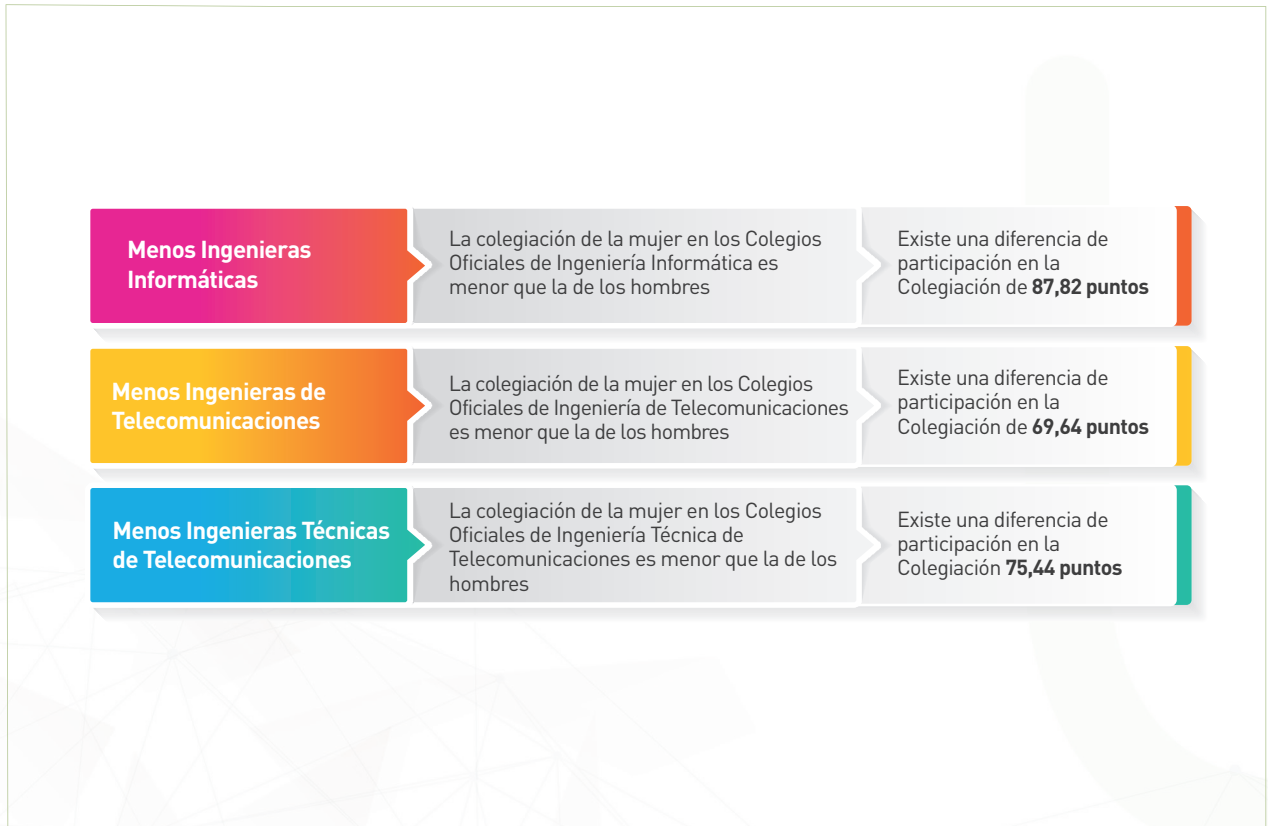 Menos Ingenieras
Informáticas
La colegiación de la mujer en los Colegios
Oficiales de Ingeniería Informática es
menor que la de los hombres
Existe una diferencia de
participación en la
Colegiación de 87,82 puntos
Menos Ingenieras de
Telecomunicaciones
La colegiación de la mujer en los Colegios
Oficiales de Ingeniería de Telecomunicaciones
es menor que la de los hombres
Existe una diferencia de
participación en la
Colegiación de 69,64 puntos
Menos Ingenieras Técnicas
de Telecomunicaciones
La colegiación de la mujer en los Colegios
Oficiales de Ingeniería Técnica de
Telecomunicaciones es menor que la de los
hombres
Existe una diferencia de
participación en la
Colegiación 75,44 puntos